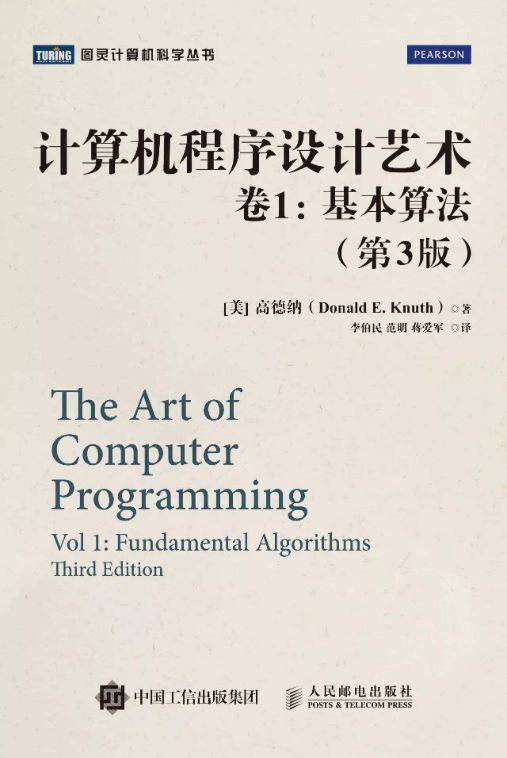 TURING 图灵计算机科学丛书
PEARSON
计算机程序设计艺术
卷1：基本算法
（第3版）
[美] 高德纳（Donald E. Knuth）◎著
李伯民 范明 蒋爱军 ◎译
The Art of
Computer
Programming
Vol 1: Fundamental Algorithms
Third Edition
中国工信出版集团
人民邮电出版社
POSTS & TELECOM PRESS